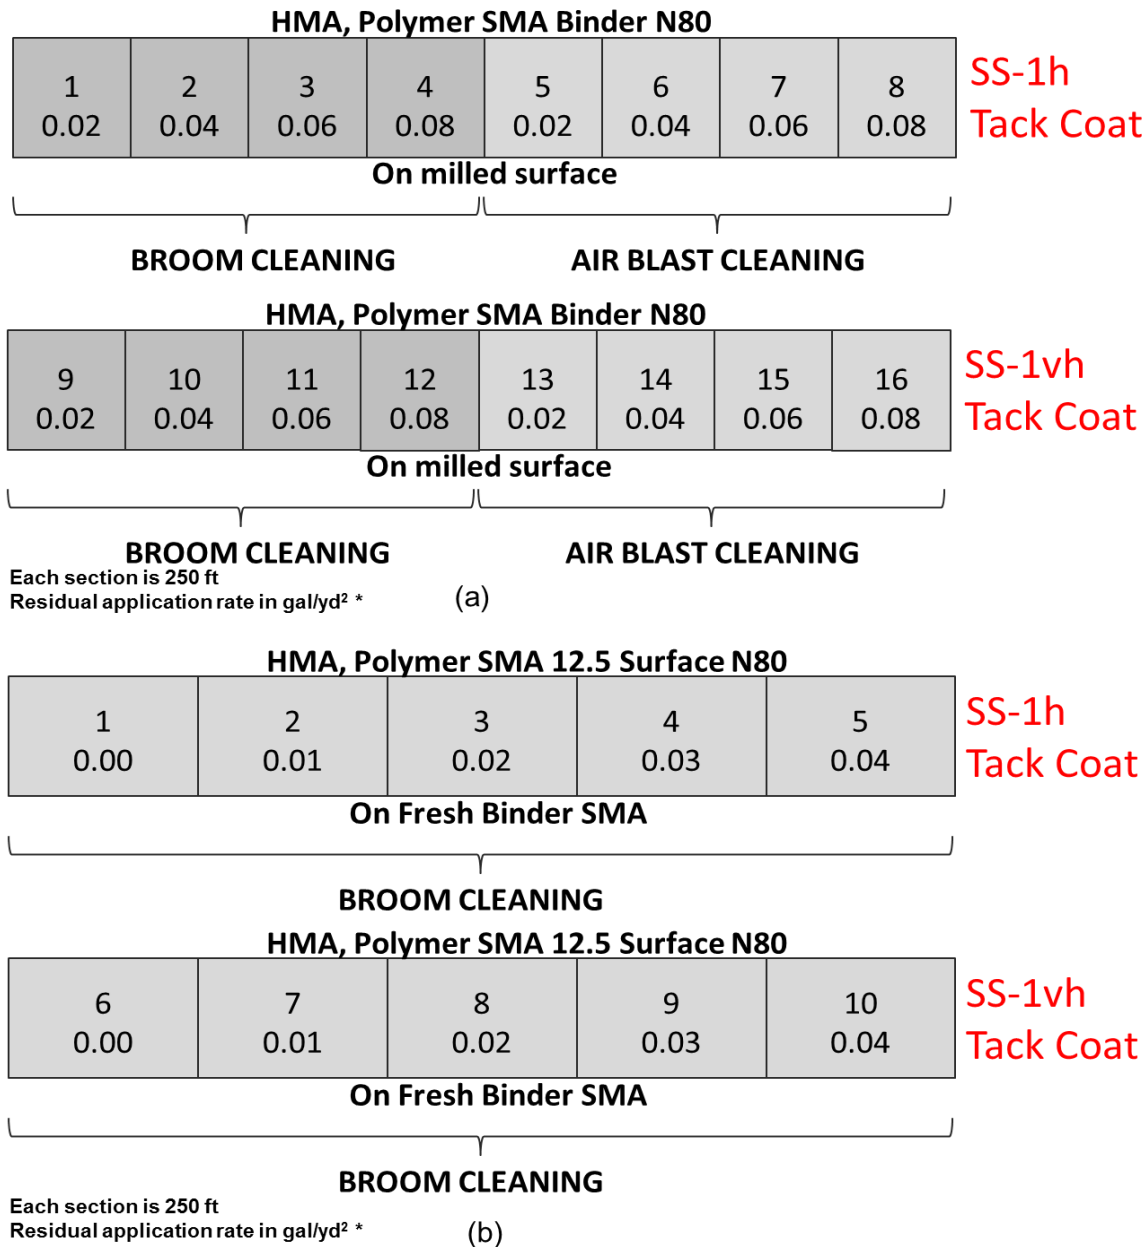 HMA, Polymer SMA Binder N80
1 2 3 4 5 6 7 8
0.02 0.04 0.06 0.08 0.02 0.04 0.06 0.08
SS-1h
Tack Coat
On milled surface
BROOM CLEANING AIR BLAST CLEANING
HMA, Polymer SMA Binder N80
9 10 11 12 13 14 15 16
0.02 0.04 0.06 0.08 0.02 0.04 0.06 0.08
SS-1vh
Tack Coat
On milled surface
BROOM CLEANING AIR BLAST CLEANING
Each section is 250 ft
Residual application rate in gal/yd² *
(a)
HMA, Polymer SMA 12.5 Surface N80
1 2 3 4 5
0.00 0.01 0.02 0.03 0.04
SS-1h
Tack Coat
On Fresh Binder SMA
BROOM CLEANING
HMA, Polymer SMA 12.5 Surface N80
6 7 8 9 10
0.00 0.01 0.02 0.03 0.04
SS-1vh
Tack Coat
On Fresh Binder SMA
BROOM CLEANING
Each section is 250 ft
Residual application rate in gal/yd² *
(b)